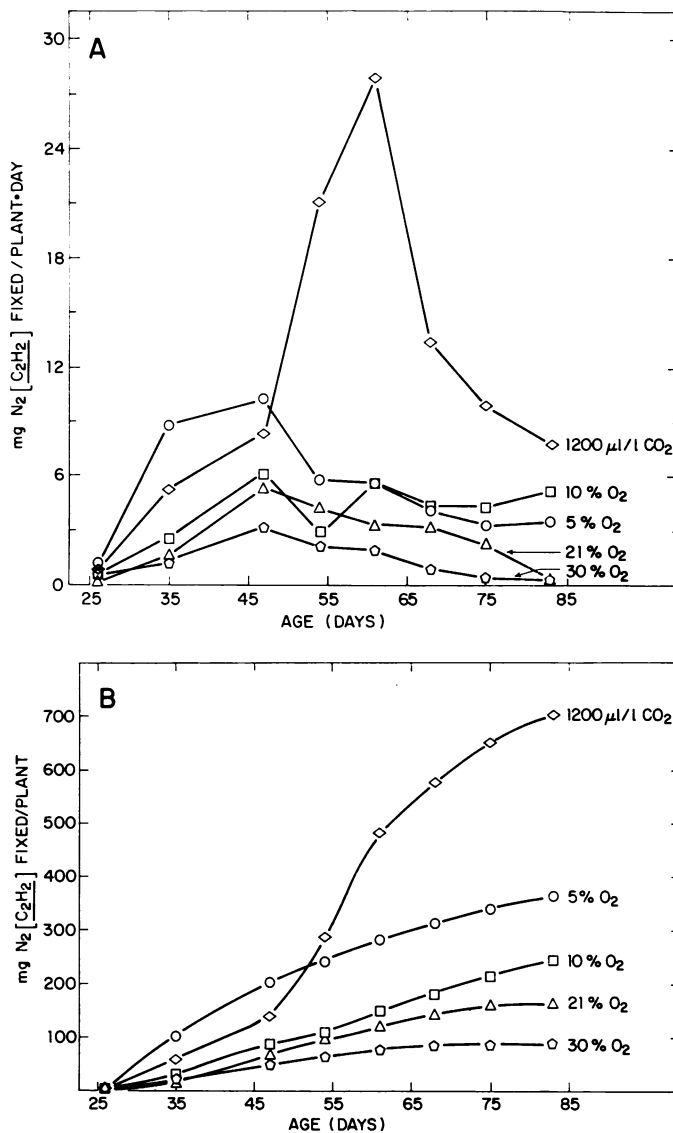 A
mg N₂ [C₂H₂] FIXED/PLANT•DAY
30
24
18
12
6
0
1200 µl/l CO₂
10 % O₂
5 % O₂
21 % O₂
30 % O₂
25 35 45 55 65 75 85
AGE (DAYS)
B
mg N₂ [C₂H₂] FIXED/PLANT
700
600
500
400
300
200
100
1200 µl/l CO₂
5 % O₂
10 % O₂
21 % O₂
30 % O₂
25 35 45 55 65 75 85
AGE (DAYS)